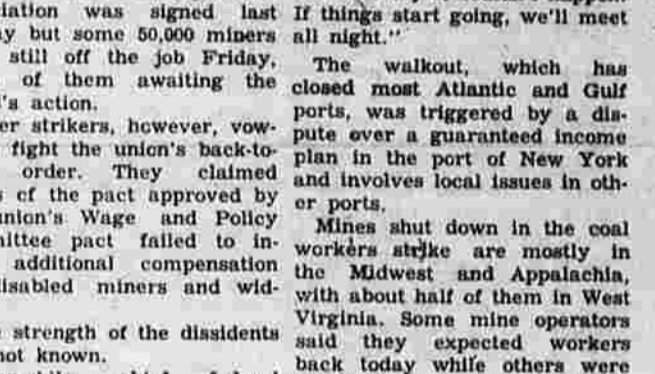 iation was signed last
but some 50,000 miners
still off the job Friday,
of them awaiting the
's action.
er strikers, however, vow-
fight the union's back-to-
order. They claimed
of the pact approved by
union's Wage and Policy
mittee pact failed to in-
additional compensation
disabled miners and wid-
strength of the dissidents
not known.
If things start going, we'll meet
all night."
The walkout, which has
closed most Atlantic and Gulf
ports, was triggered by a dis-
pute over a guaranteed income
plan in the port of New York
and involves local issues in oth-
er ports.
Mines shut down in the coal
workers strike are mostly in
the Midwest and Appalachia,
with about half of them in West
Virginia. Some mine operators
said they expected workers
back today while others were